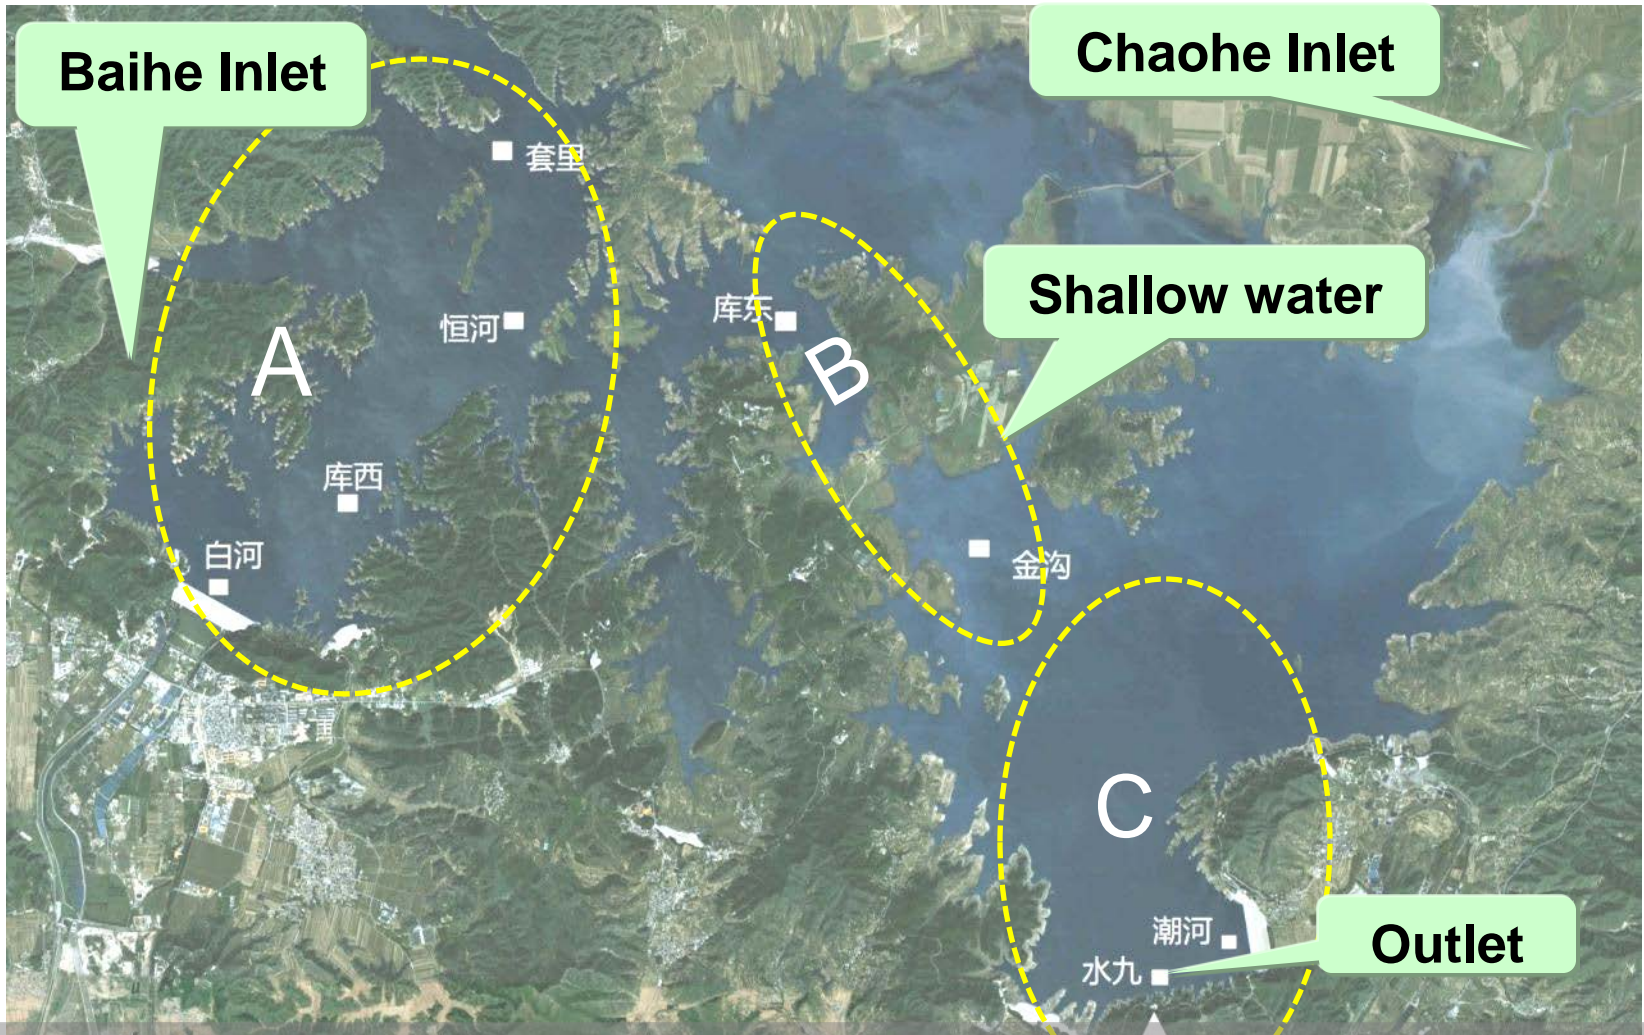 Baihe Inlet
Chaohe Inlet
套里
Shallow water
库东
恒河
A
B
库西
白河
金沟
C
潮河
水九
Outlet